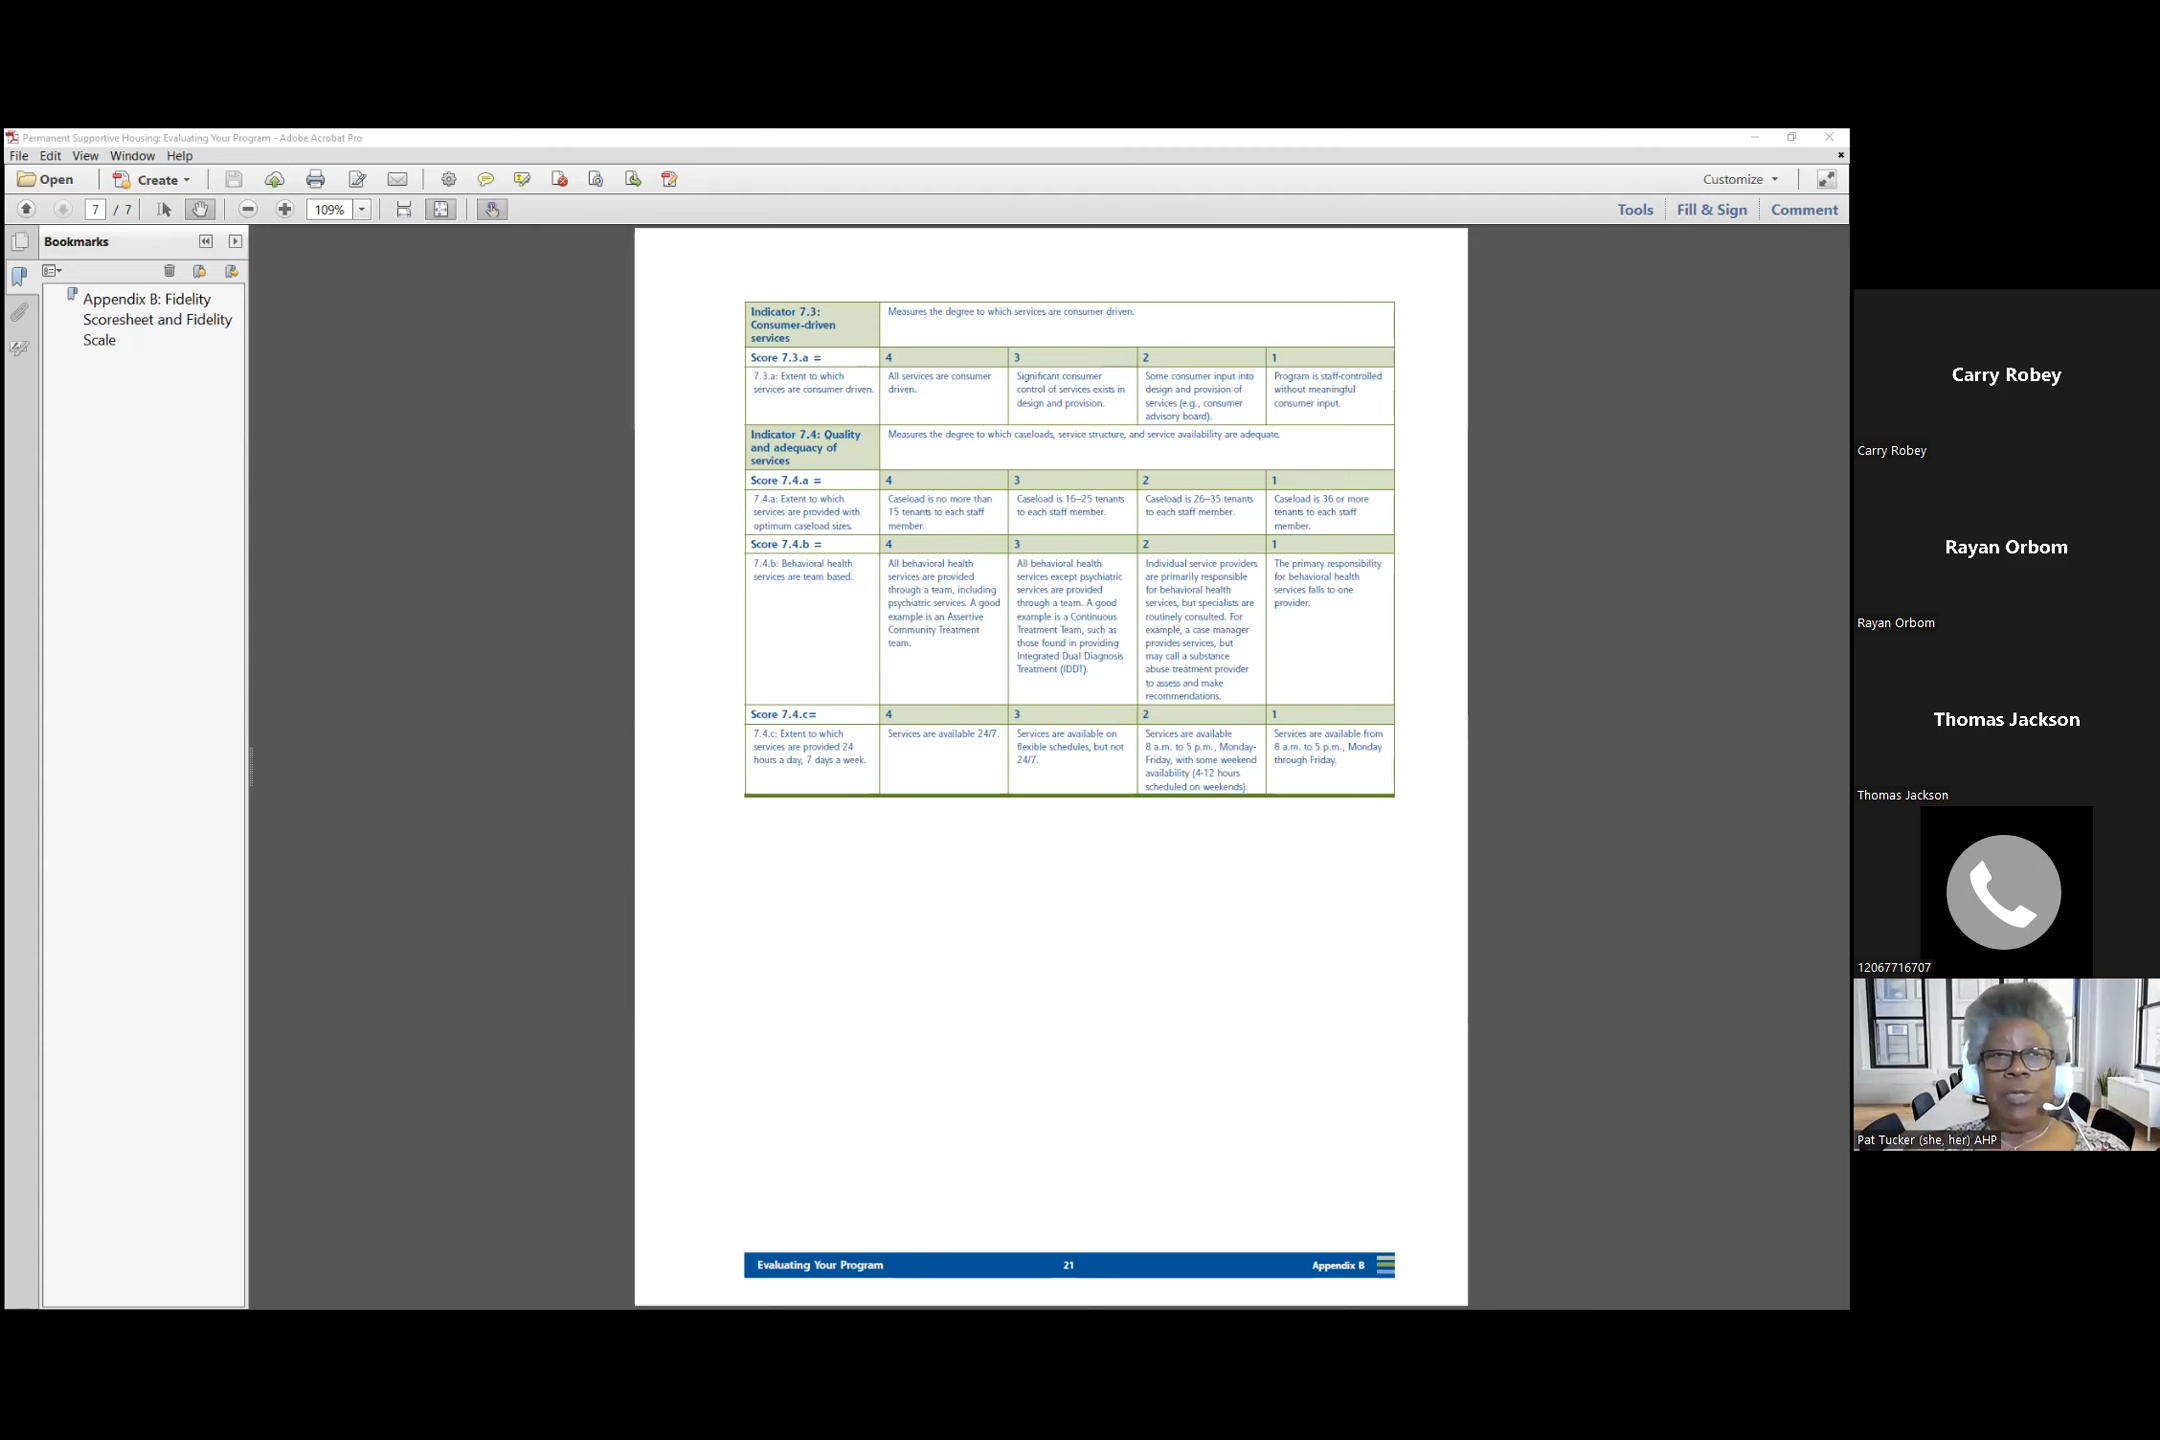 Permanent Supportive Housing: Evaluating Your Program - Adobe Acrobat Pro
File Edit View Window Help
Open Create Customize
7 / 7 109% Tools Fill & Sign Comment
Bookmarks
Appendix B: Fidelity
Scoresheet and Fidelity
Scale
Indicator 7.3:
Consumer-driven
services
Measures the degree to which services are consumer driven.
Score 7.3.a = 4 3 2 1
7.3.a: Extent to which
services are consumer driven.
All services are consumer
driven.
Significant consumer
control of services exists in
design and provision.
Some consumer input into
design and provision of
services (e.g., consumer
advisory board).
Program is staff-controlled
without meaningful
consumer input.
Indicator 7.4: Quality
and adequacy of
services
Measures the degree to which caseloads, service structure, and service availability are adequate.
Score 7.4.a = 4 3 2 1
7.4.a: Extent to which
services are provided with
optimum caseload sizes.
Caseload is no more than
15 tenants to each staff
member.
Caseload is 16–25 tenants
to each staff member.
Caseload is 26–35 tenants
to each staff member.
Caseload is 36 or more
tenants to each staff
member.
Score 7.4.b = 4 3 2 1
7.4.b: Behavioral health
services are team based.
All behavioral health
services are provided
through a team, including
psychiatric services. A good
example is an Assertive
Community Treatment
team.
All behavioral health
services except psychiatric
services are provided
through a team. A good
example is a Continuous
Treatment Team, such as
those found in providing
Integrated Dual Diagnosis
Treatment (IDDT).
Individual service providers
are primarily responsible
for behavioral health
services, but specialists are
routinely consulted. For
example, a case manager
provides services, but
may call a substance
abuse treatment provider
to assess and make
recommendations.
The primary responsibility
for behavioral health
services falls to one
provider.
Score 7.4.c= 4 3 2 1
7.4.c: Extent to which
services are provided 24
hours a day, 7 days a week.
Services are available 24/7.
Services are available on
flexible schedules, but not
24/7.
Services are available
8 a.m. to 5 p.m., Monday-
Friday, with some weekend
availability (4-12 hours
scheduled on weekends).
Services are available from
8 a.m. to 5 p.m., Monday
through Friday.
Evaluating Your Program 21 Appendix B
Carry Robey
Carry Robey
Rayan Orbom
Rayan Orbom
Thomas Jackson
Thomas Jackson
12067716707
Pat Tucker (she, her) AHP